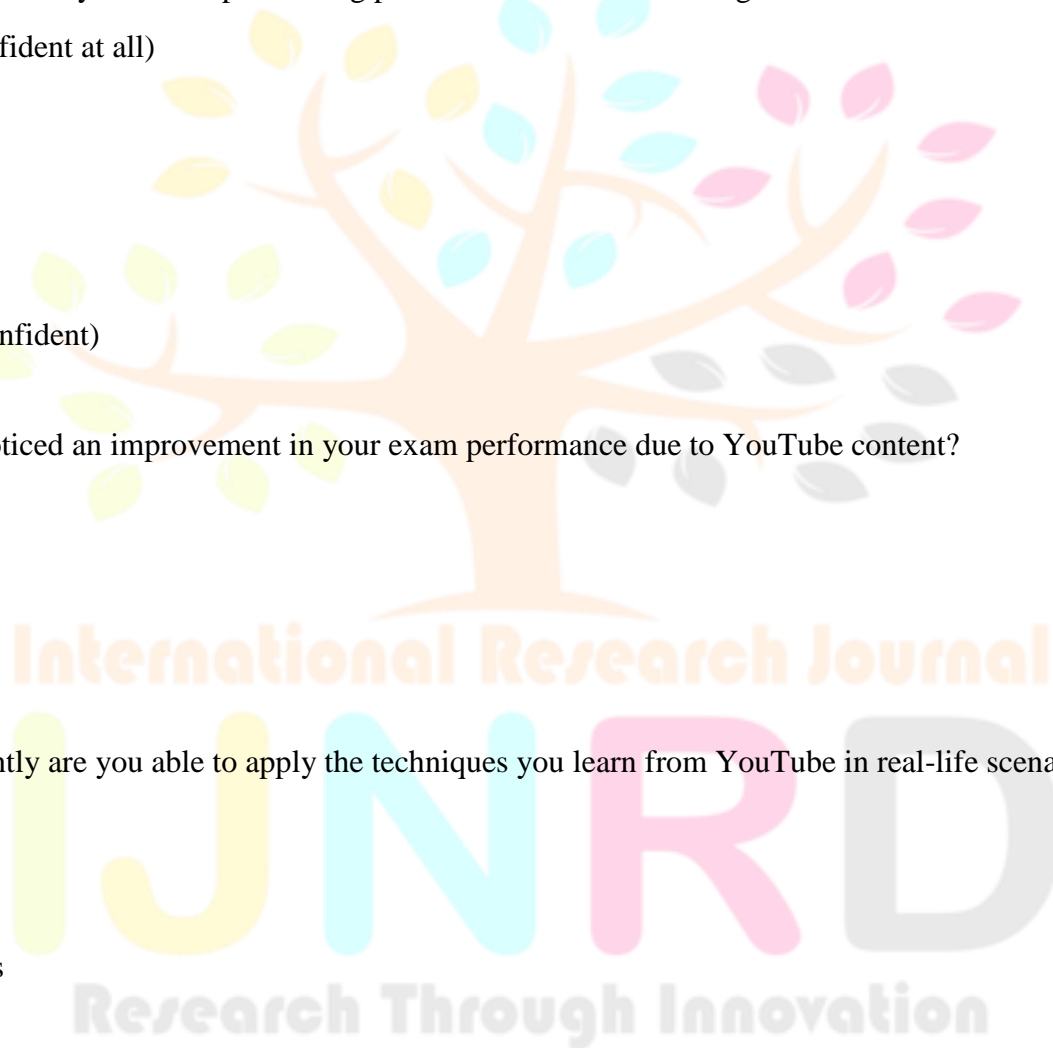 fident at all)
nfident)
ticed an improvement in your exam performance due to YouTube content?
International Research Journal
ntly are you able to apply the techniques you learn from YouTube in real-life scena
IJNRD
s
Research Through Innovation